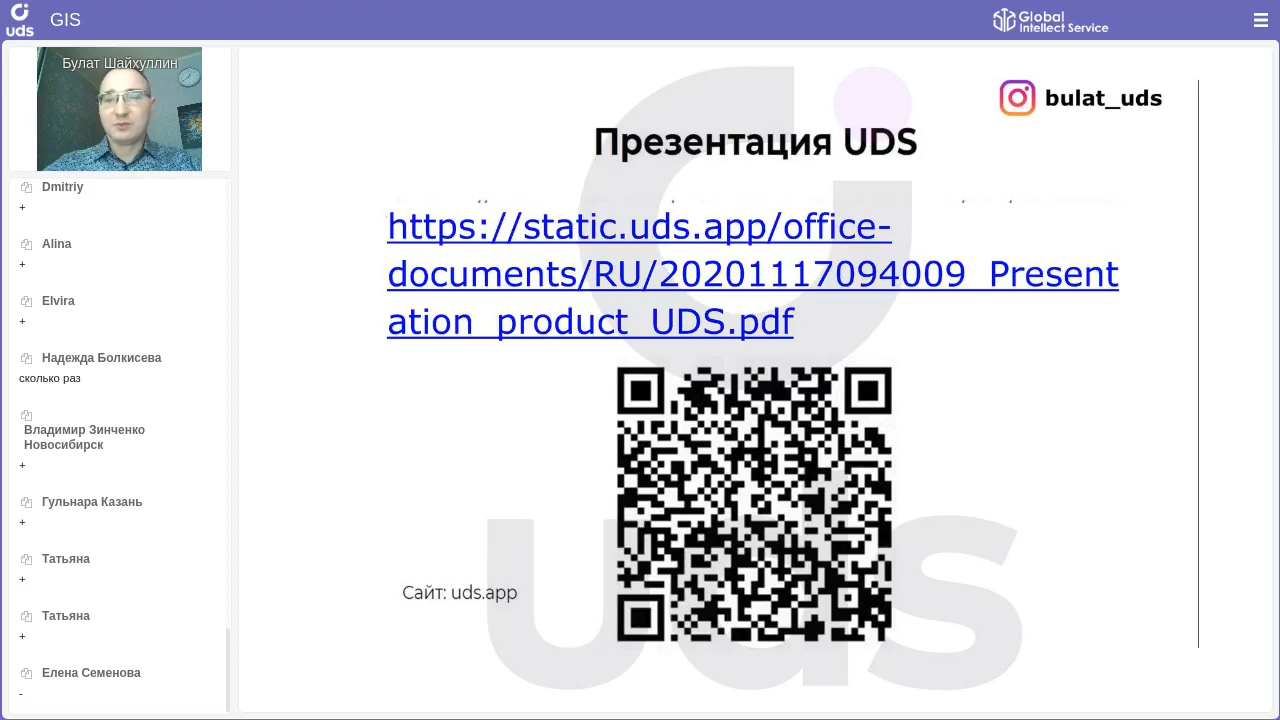 uds
GIS
Global
Intellect Service
Булат Шайхуллин
Dmitriy
+
Alina
+
Elvira
+
Надежда Болкисева
сколько раз
Владимир Зинченко
Новосибирск
+
Гульнара Казань
+
Татьяна
+
Татьяна
+
Елена Семенова
-
bulat_uds
Презентация UDS
https://static.uds.app/office-
documents/RU/20201117094009_Present
ation_product_UDS.pdf
Сайт: uds.app
uds